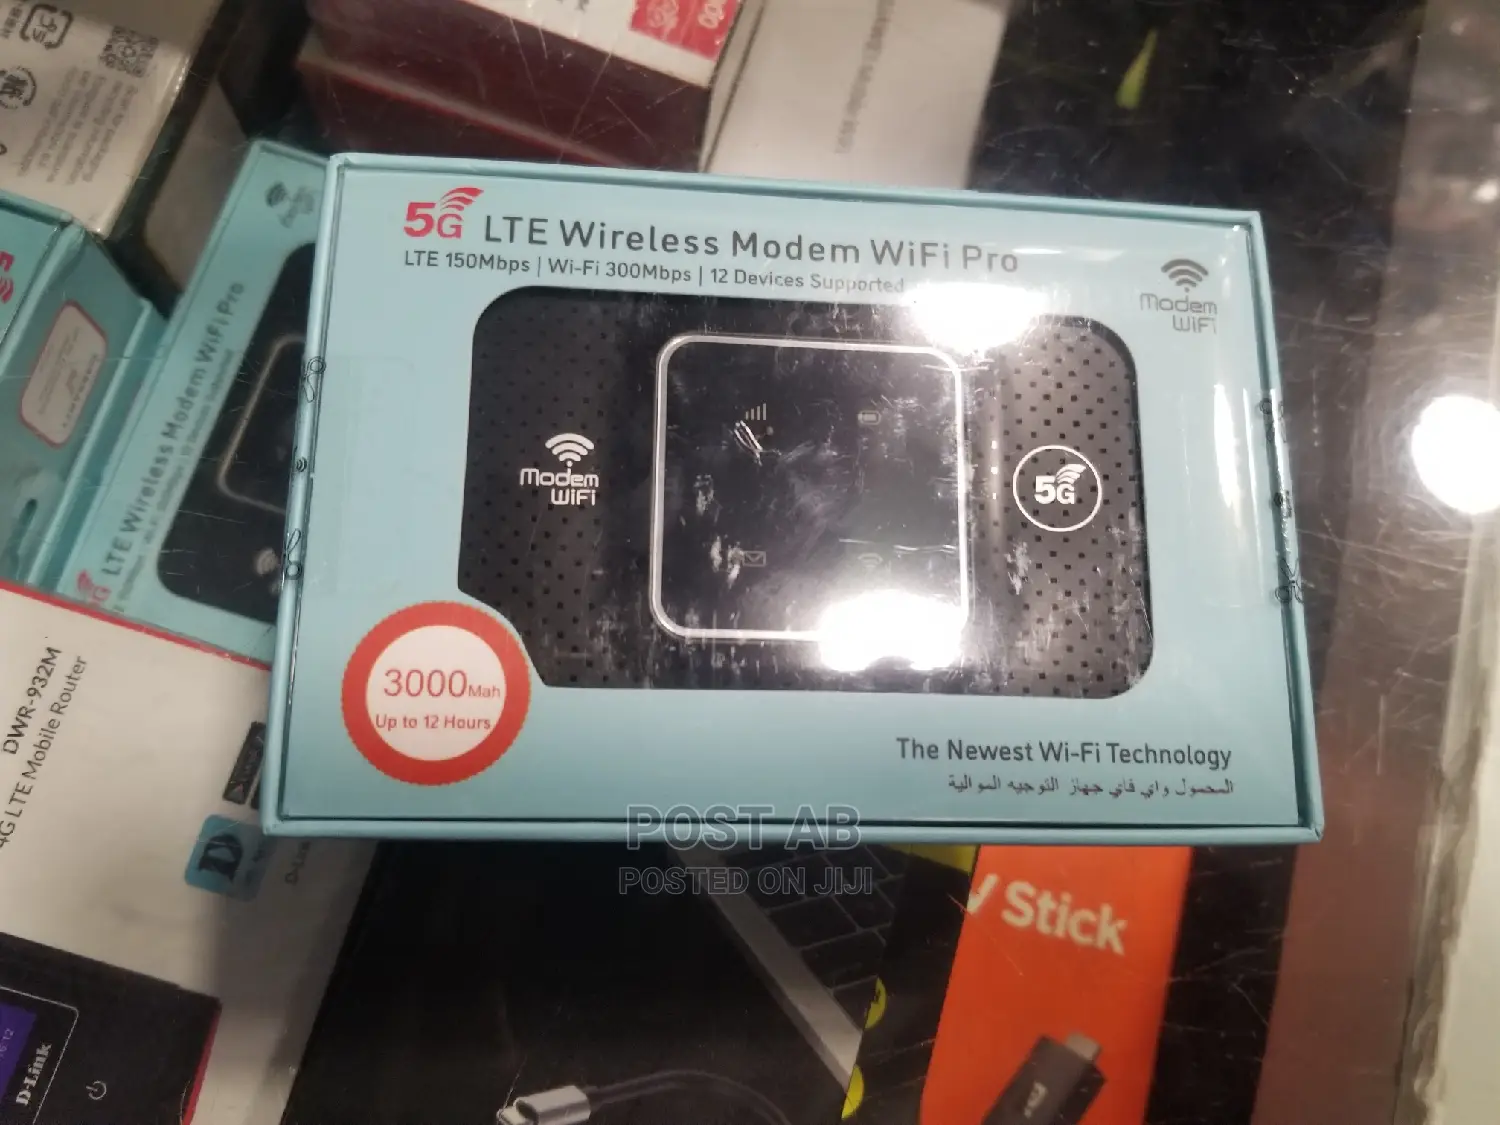 5G LTE Wireless Modem WiFi Pro
LTE 150Mbps | Wi-Fi 300Mbps | 12 Devices Supported
Modem
WiFi
Modem
WiFi
5G
3000Mah
Up to 12 Hours
The Newest Wi-Fi Technology
المحمول واي فاي جهاز التوجيه الموالية
POST AB
POSTED ON JIJI
LTE Wireless Modem WiFi Pro
DWR-932M
4G LTE Mobile Router
D-Link
Stick